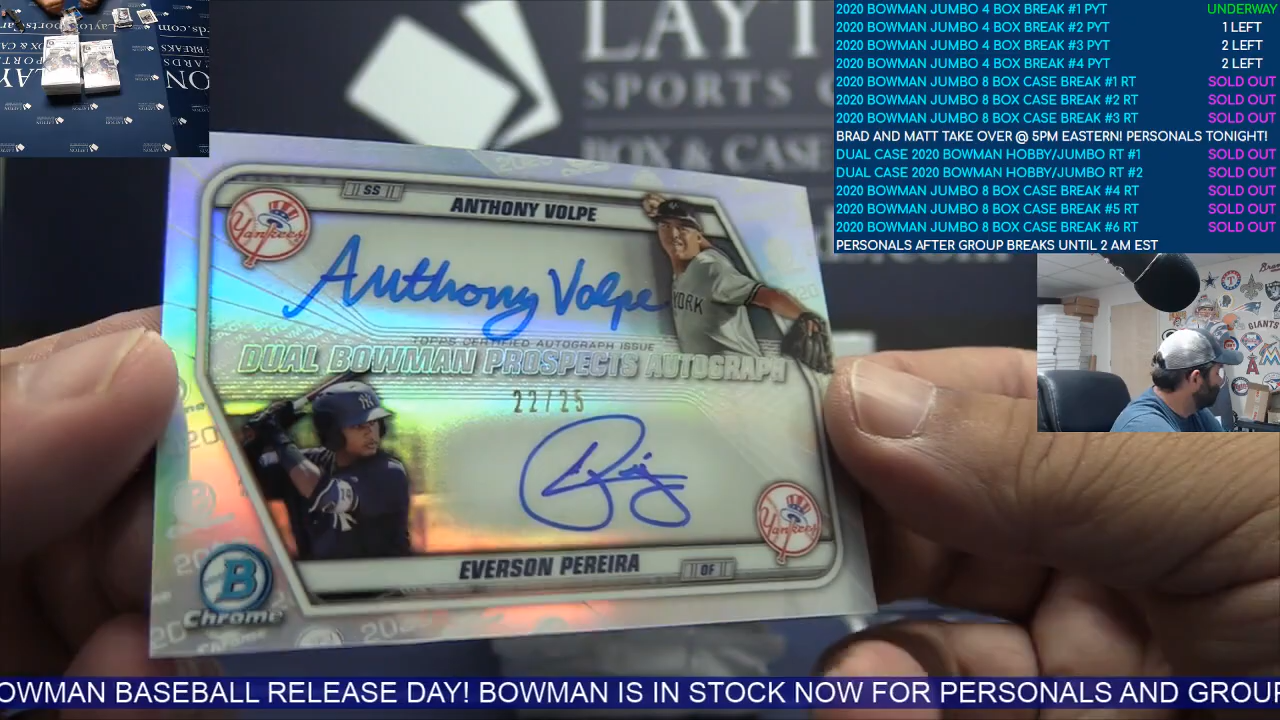 2020 BOWMAN JUMBO 4 BOX BREAK #1 PYT UNDERWAY
2020 BOWMAN JUMBO 4 BOX BREAK #2 PYT 1 LEFT
2020 BOWMAN JUMBO 4 BOX BREAK #3 PYT 2 LEFT
2020 BOWMAN JUMBO 4 BOX BREAK #4 PYT 2 LEFT
2020 BOWMAN JUMBO 8 BOX CASE BREAK #1 RT SOLD OUT
2020 BOWMAN JUMBO 8 BOX CASE BREAK #2 RT SOLD OUT
2020 BOWMAN JUMBO 8 BOX CASE BREAK #3 RT SOLD OUT
BRAD AND MATT TAKE OVER @ 5PM EASTERN! PERSONALS TONIGHT!
DUAL CASE 2020 BOWMAN HOBBY/JUMBO RT #1 SOLD OUT
DUAL CASE 2020 BOWMAN HOBBY/JUMBO RT #2 SOLD OUT
2020 BOWMAN JUMBO 8 BOX CASE BREAK #4 RT SOLD OUT
2020 BOWMAN JUMBO 8 BOX CASE BREAK #5 RT SOLD OUT
2020 BOWMAN JUMBO 8 BOX CASE BREAK #6 RT SOLD OUT
PERSONALS AFTER GROUP BREAKS UNTIL 2 AM EST
LAYT
SPORTS
BOX & CAS
SS
ANTHONY VOLPE
Yankees
Anthony Volpe
YORK
TOPPS CERTIFIED AUTOGRAPH ISSUE
DUAL BOWMAN PROSPECTS AUTOGRAPH
22/25
Yankees
EVERSON PEREIRA
OF
B
Chrome
OWMAN BASEBALL RELEASE DAY! BOWMAN IS IN STOCK NOW FOR PERSONALS AND GROUP